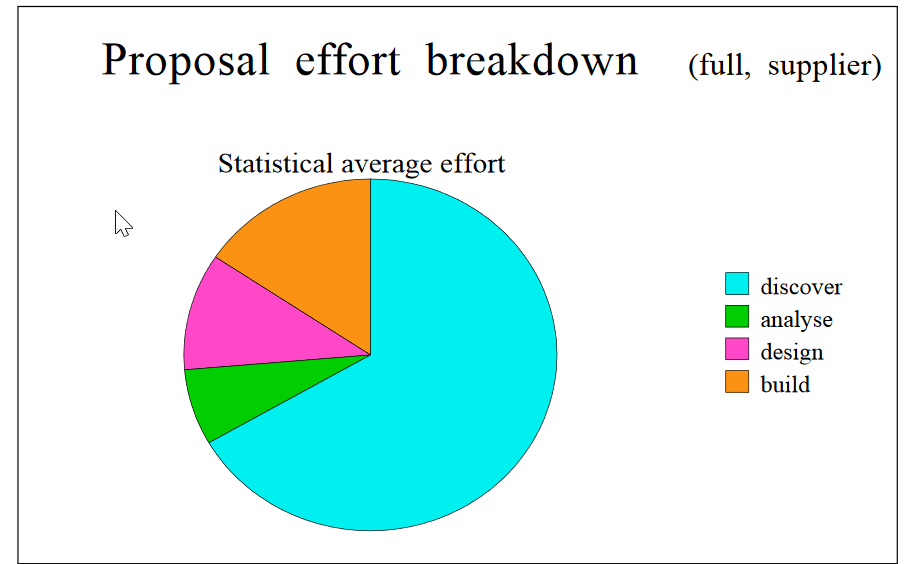 Proposal effort breakdown (full, supplier)
Statistical average effort
discover
analyse
design
build